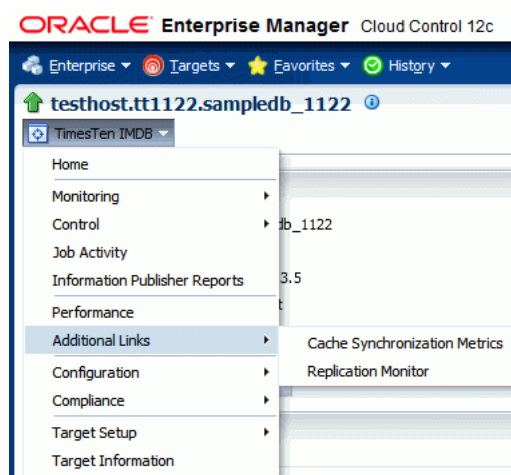 ORACLE Enterprise Manager Cloud Control 12c
Enterprise Targets Favorites History
testhost.tt1122.sampledb_1122
TimesTen IMDB
Home
Monitoring
Control
db_1122
Job Activity
Information Publisher Reports
3.5
Performance
Additional Links
Cache Synchronization Metrics
Configuration
Replication Monitor
Compliance
Target Setup
Target Information